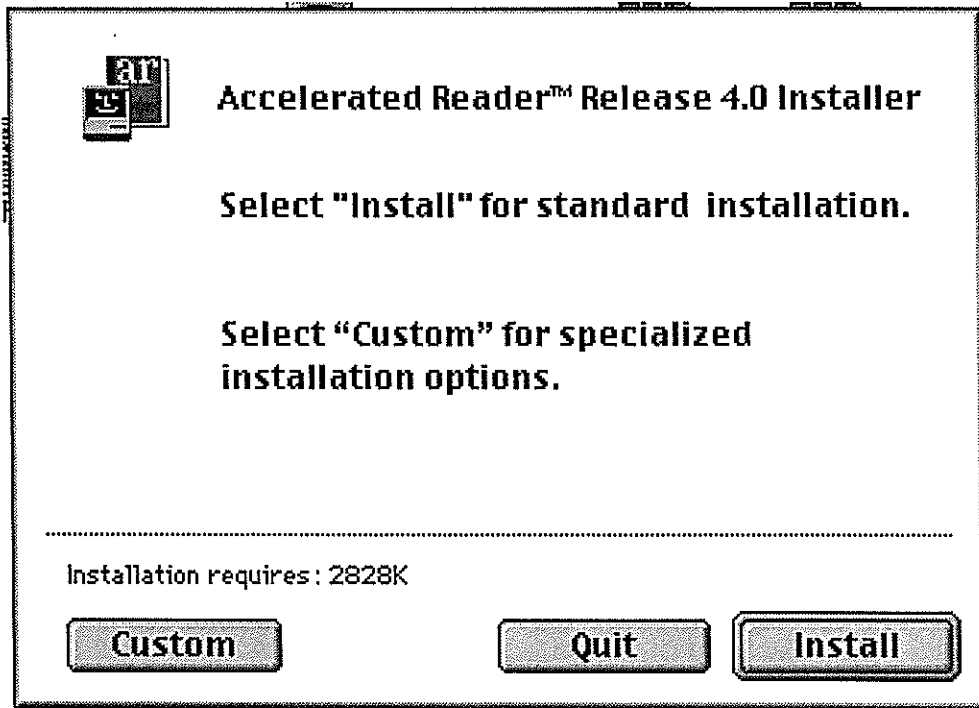 ar
Accelerated Reader™ Release 4.0 Installer
Select "Install" for standard installation.
Select “Custom” for specialized
installation options.
Installation requires: 2828K
Custom
Quit
Install